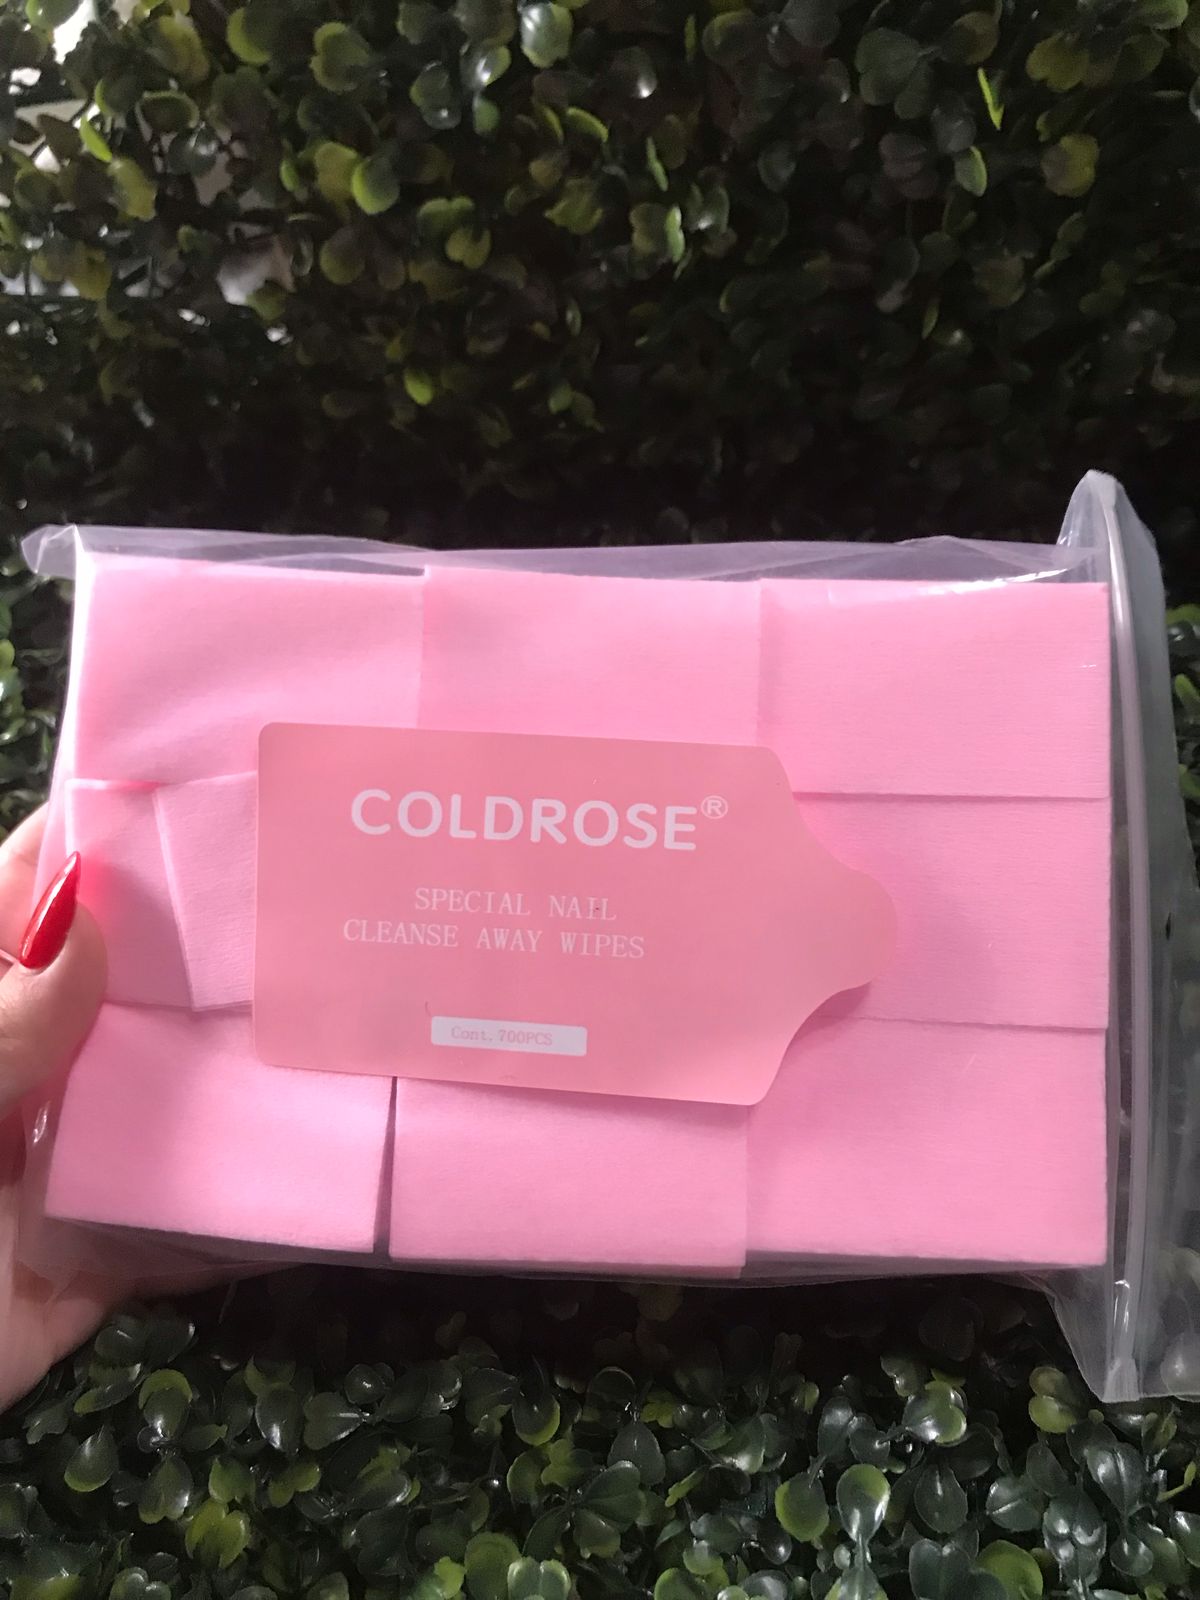 COLDROSE®
SPECIAL NAIL
CLEANSE AWAY WIPES
Cont.700PCS